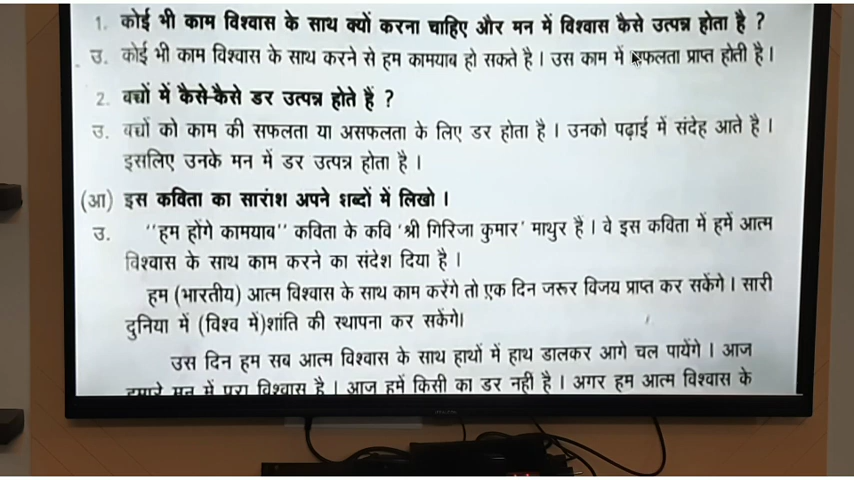 1. कोई भी काम विश्वास के साथ क्यों करना चाहिए और मन में विश्वास कैसे उत्पन्न होता है ?
उ. कोई भी काम विश्वास के साथ करने से हम कामयाब हो सकते है । उस काम में सफलता प्राप्त होती है ।
2. बच्चों में कैसे-कैसे डर उत्पन्न होते हैं ?
उ. बच्चों को काम की सफलता या असफलता के लिए डर होता है । उनको पढ़ाई में संदेह आते है ।
इसलिए उनके मन में डर उत्पन्न होता है ।
(आ) इस कविता का सारांश अपने शब्दों में लिखो ।
उ. "हम होंगे कामयाब" कविता के कवि 'श्री गिरिजा कुमार' माथुर हैं । वे इस कविता में हमें आत्म
विश्वास के साथ काम करने का संदेश दिया है ।
हम (भारतीय) आत्म विश्वास के साथ काम करेंगे तो एक दिन जरूर विजय प्राप्त कर सकेंगे । सारी
दुनिया में (विश्व में)शांति की स्थापना कर सकेंगे।
उस दिन हम सब आत्म विश्वास के साथ हाथों में हाथ डालकर आगे चल पायेंगे । आज
हमारे मन में पूरा विश्वास है । आज हमें किसी का डर नहीं है । अगर हम आत्म विश्वास के